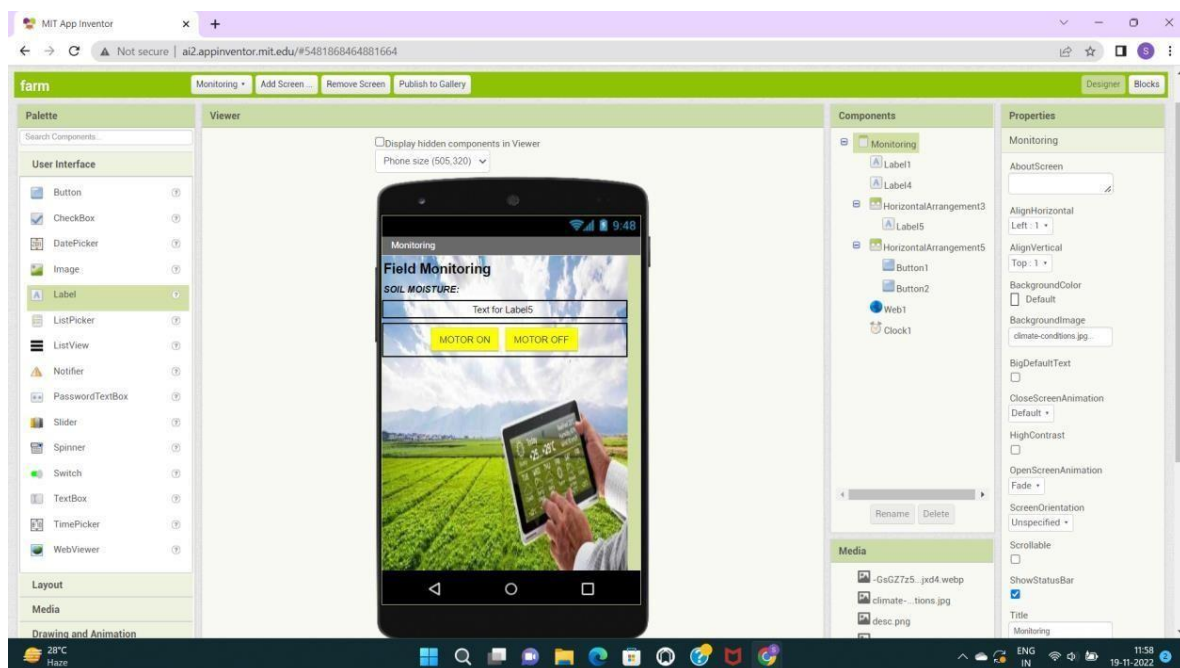 MIT App Inventor
Not secure | ai2.appinventor.mit.edu/#5481868464881664
S
farm
Monitoring
Add Screen ...
Remove Screen
Publish to Gallery
Designer
Blocks
Palette
Search Components...
User Interface
Button
CheckBox
DatePicker
Image
Label
ListPicker
ListView
Notifier
PasswordTextBox
Slider
Spinner
Switch
TextBox
TimePicker
WebViewer
Layout
Media
Drawing and Animation
Viewer
Display hidden components in Viewer
Phone size (505,320)
9:48
Monitoring
Field Monitoring
SOIL MOISTURE:
Text for Label5
MOTOR ON
MOTOR OFF
Components
Monitoring
Label1
Label4
HorizontalArrangement3
Label5
HorizontalArrangement5
Button1
Button2
Web1
Clock1
Rename
Delete
Media
-GsGZ7z5...jxd4.webp
climate-...tions.jpg
desc.png
Properties
Monitoring
AboutScreen
AlignHorizontal
Left : 1
AlignVertical
Top : 1
BackgroundColor
Default
BackgroundImage
climate-conditions.jpg...
BigDefaultText
CloseScreenAnimation
Default
HighContrast
OpenScreenAnimation
Fade
ScreenOrientation
Unspecified
Scrollable
ShowStatusBar
Title
Monitoring
28°C
Haze
ENG
IN
11:58
19-11-2022
2